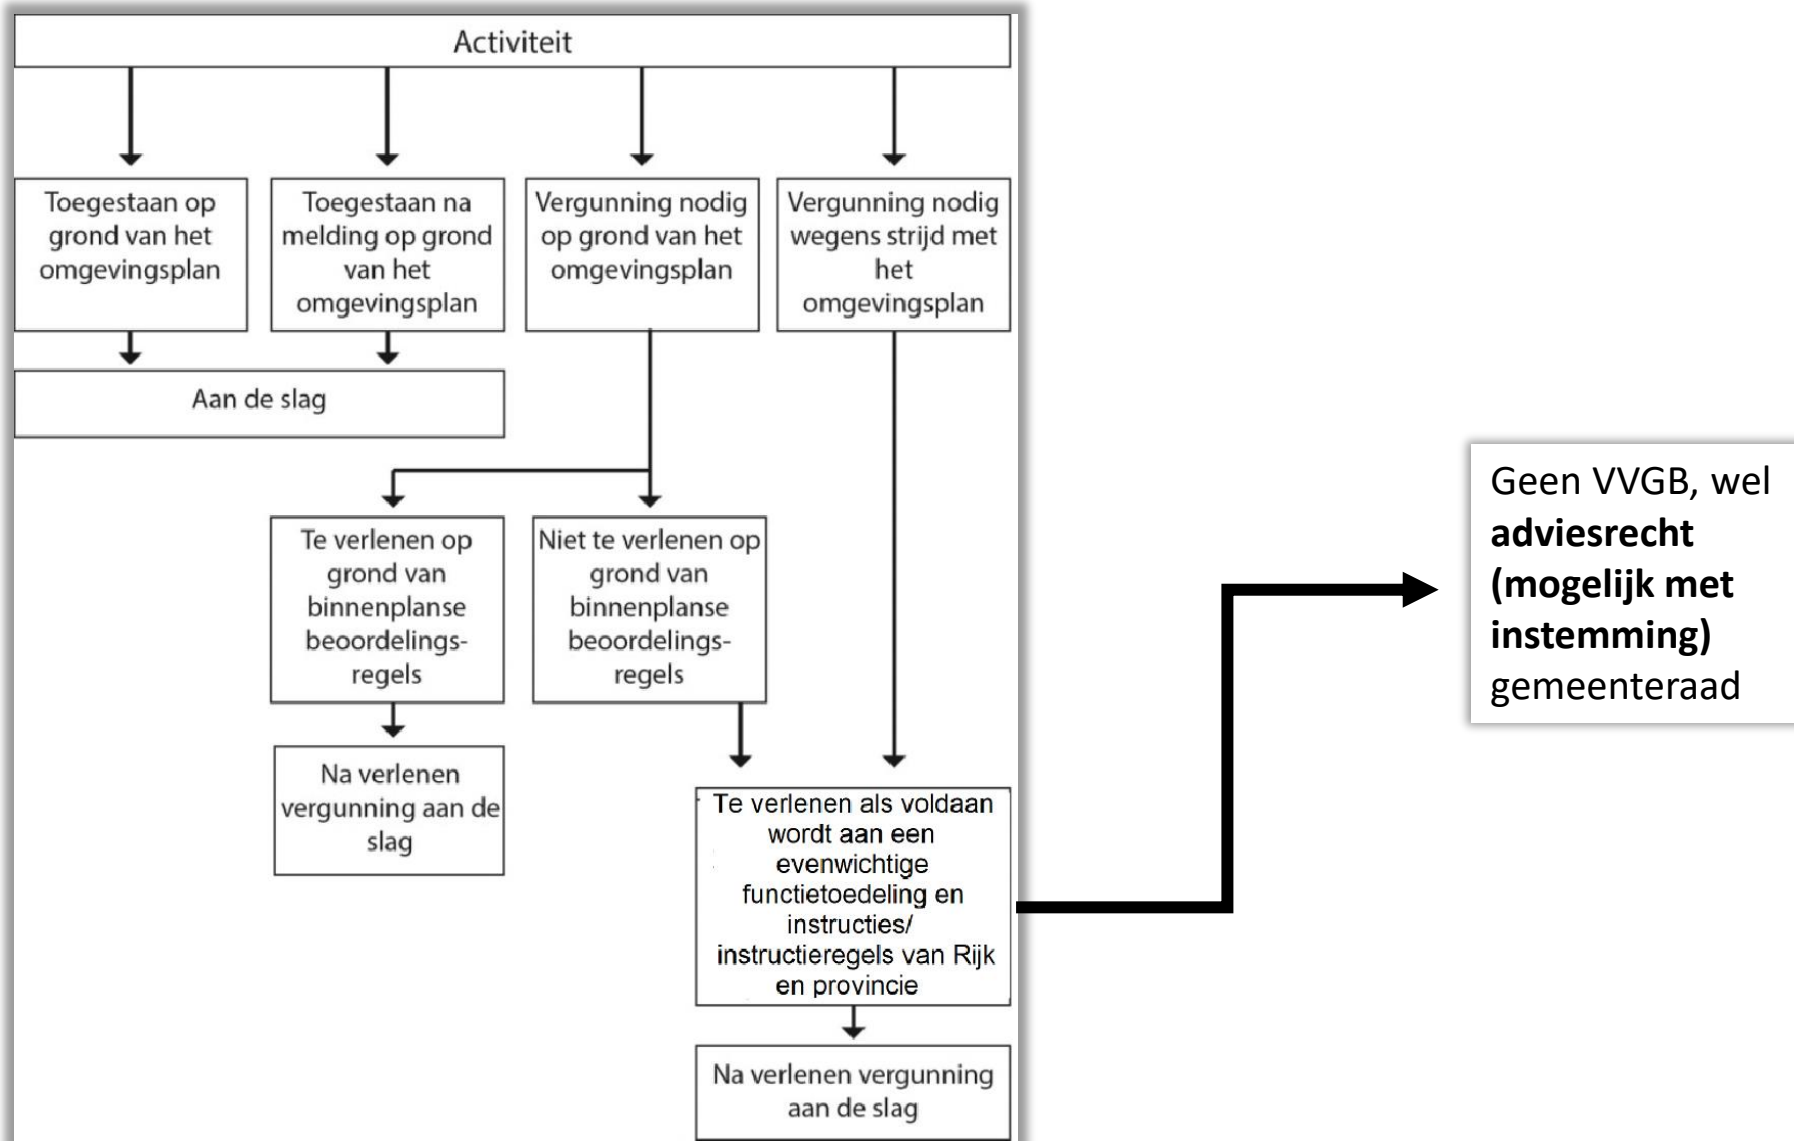 Activiteit
Toegestaan op
grond van het
omgevingsplan
Toegestaan na
melding op grond
van het
omgevingsplan
Vergunning nodig
op grond van het
omgevingsplan
Vergunning nodig
wegens strijd met
het
omgevingsplan
Aan de slag
Te verlenen op
grond van
binnenplanse
beoordelings-
regels
Niet te verlenen op
grond van
binnenplanse
beoordelings-
regels
Na verlenen
vergunning aan de
slag
Te verlenen als voldaan
wordt aan een
evenwichtige
functietoedeling en
instructies/
instructieregels van Rijk
en provincie
Na verlenen vergunning
aan de slag
Geen VVGB, wel
adviesrecht
(mogelijk met
instemming)
gemeenteraad